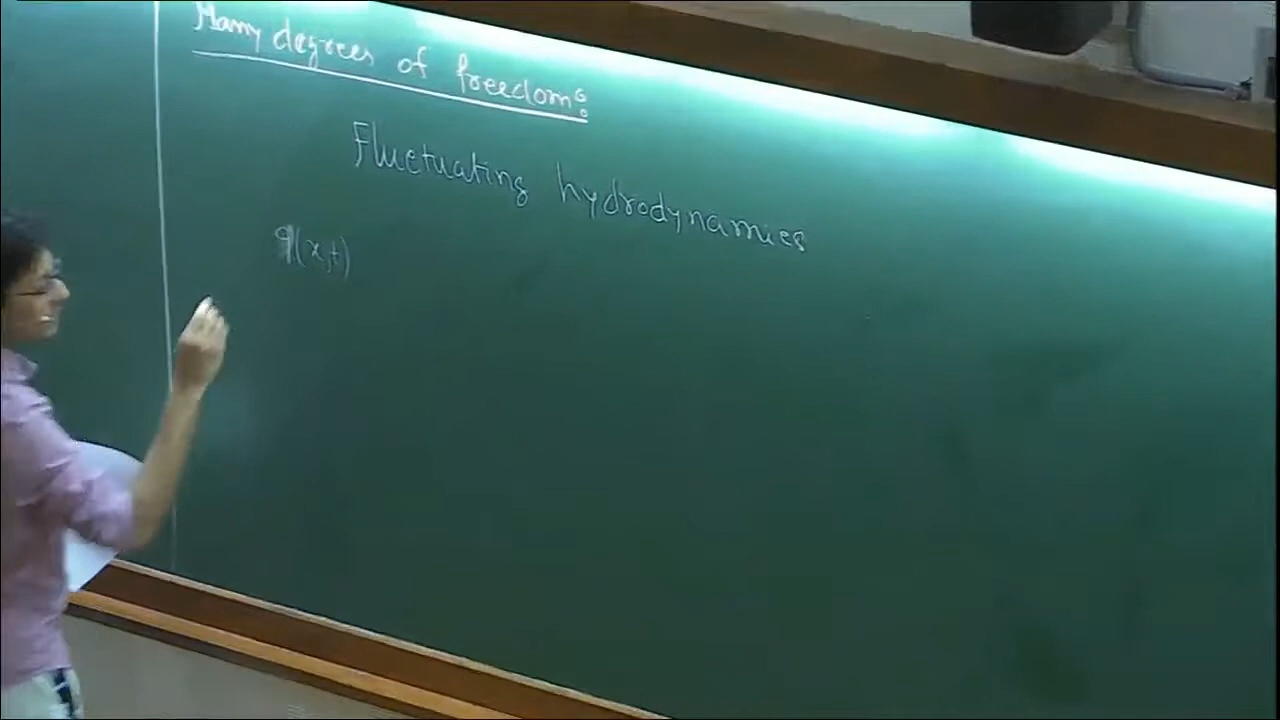 Many degrees of freedom:
Fluctuating hydrodynamics
q(x,t)